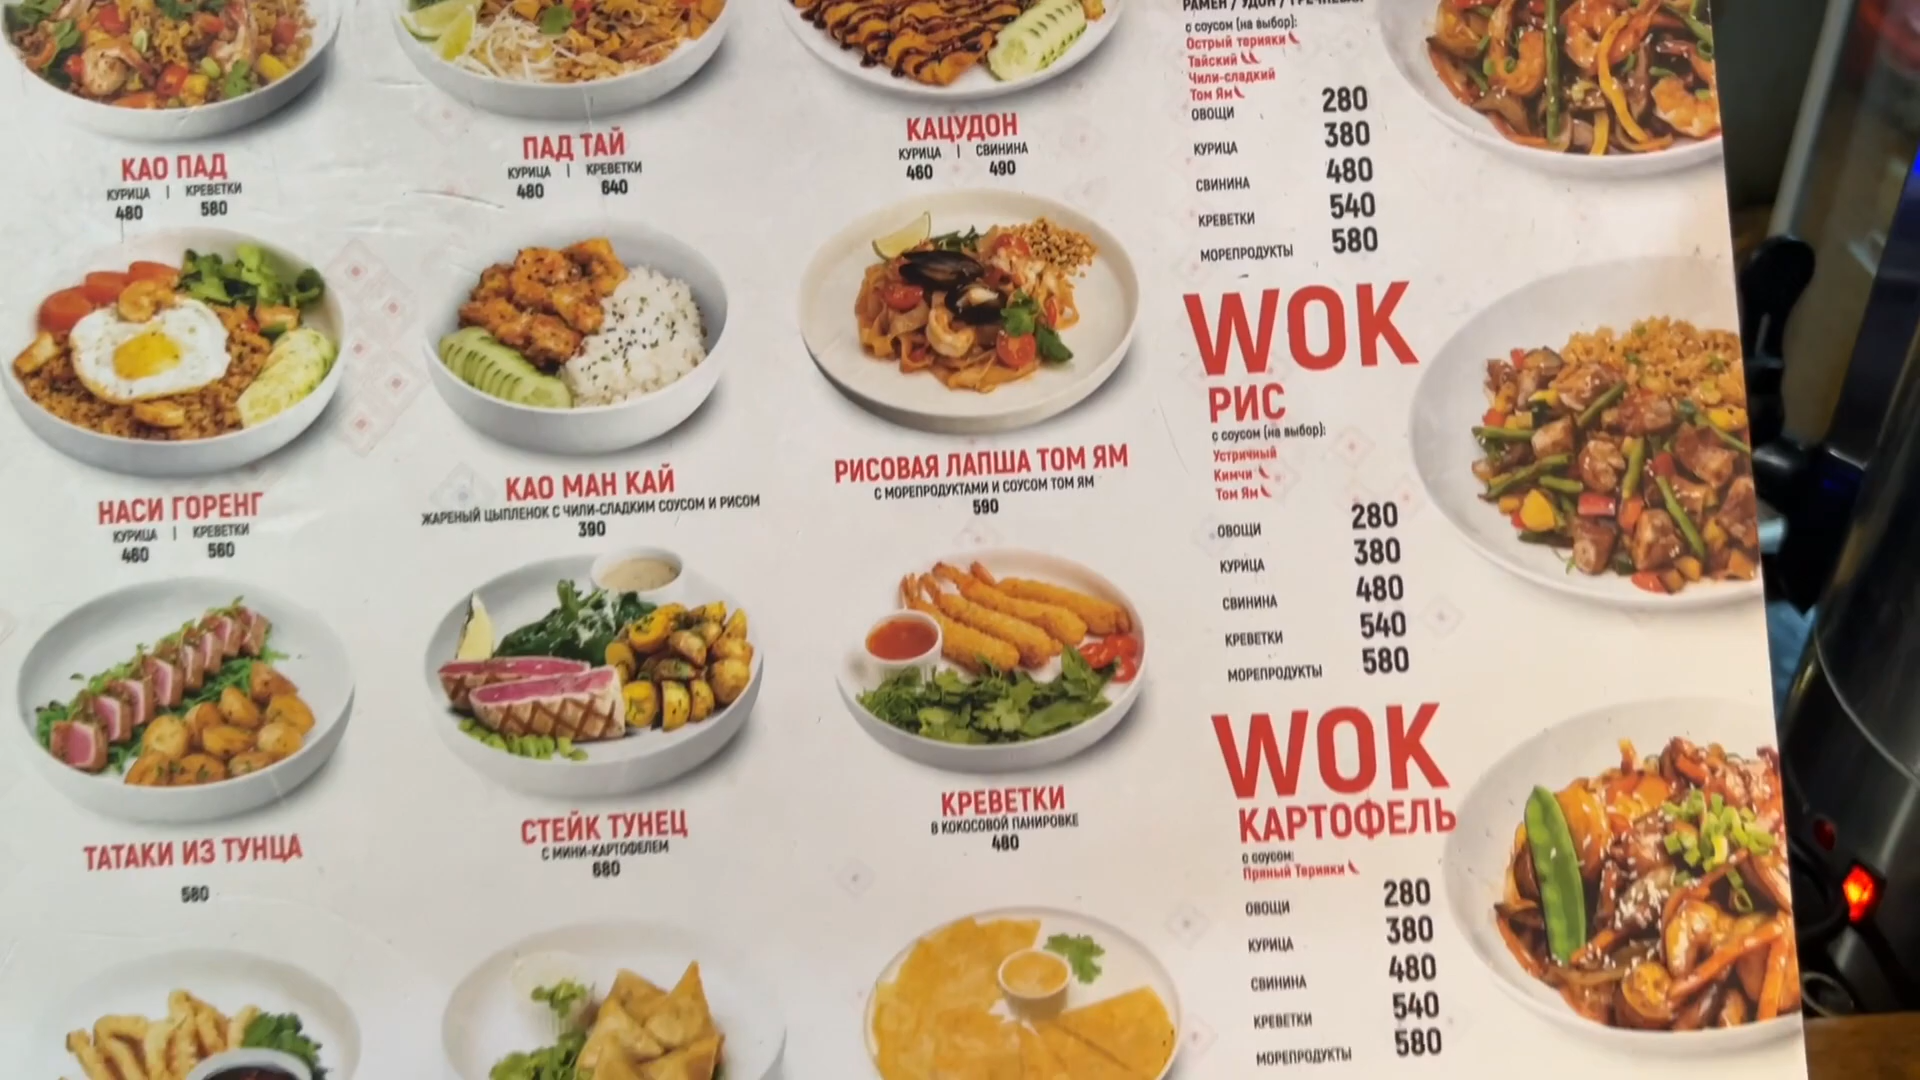 КАО ПАД
КУРИЦА | КРЕВЕТКИ
480 580
ПАД ТАЙ
КУРИЦА | КРЕВЕТКИ
480 640
КАЦУДОН
КУРИЦА | СВИНИНА
460 490
НАСИ ГОРЕНГ
КУРИЦА | КРЕВЕТКИ
460 560
КАО МАН КАЙ
ЖАРЕНЫЙ ЦЫПЛЕНОК С ЧИЛИ-СЛАДКИМ СОУСОМ И РИСОМ
390
РИСОВАЯ ЛАПША ТОМ ЯМ
С МОРЕПРОДУКТАМИ И СОУСОМ ТОМ ЯМ
590
ТАТАКИ ИЗ ТУНЦА
580
СТЕЙК ТУНЕЦ
С МИНИ-КАРТОФЕЛЕМ
680
КРЕВЕТКИ
В КОКОСОВОЙ ПАНИРОВКЕ
480
РАМЕН / УДОН /
с соусом (на выбор):
Острый терияки
Тайский
Чили-сладкий
Том Ям
ОВОЩИ 280
КУРИЦА 380
СВИНИНА 480
КРЕВЕТКИ 540
МОРЕПРОДУКТЫ 580
WOK
РИС
с соусом (на выбор):
Устричный
Кимчи
Том Ям
ОВОЩИ 280
КУРИЦА 380
СВИНИНА 480
КРЕВЕТКИ 540
МОРЕПРОДУКТЫ 580
WOK
КАРТОФЕЛЬ
с соусом:
Пряный Терияки
ОВОЩИ 280
КУРИЦА 380
СВИНИНА 480
КРЕВЕТКИ 540
МОРЕПРОДУКТЫ 580